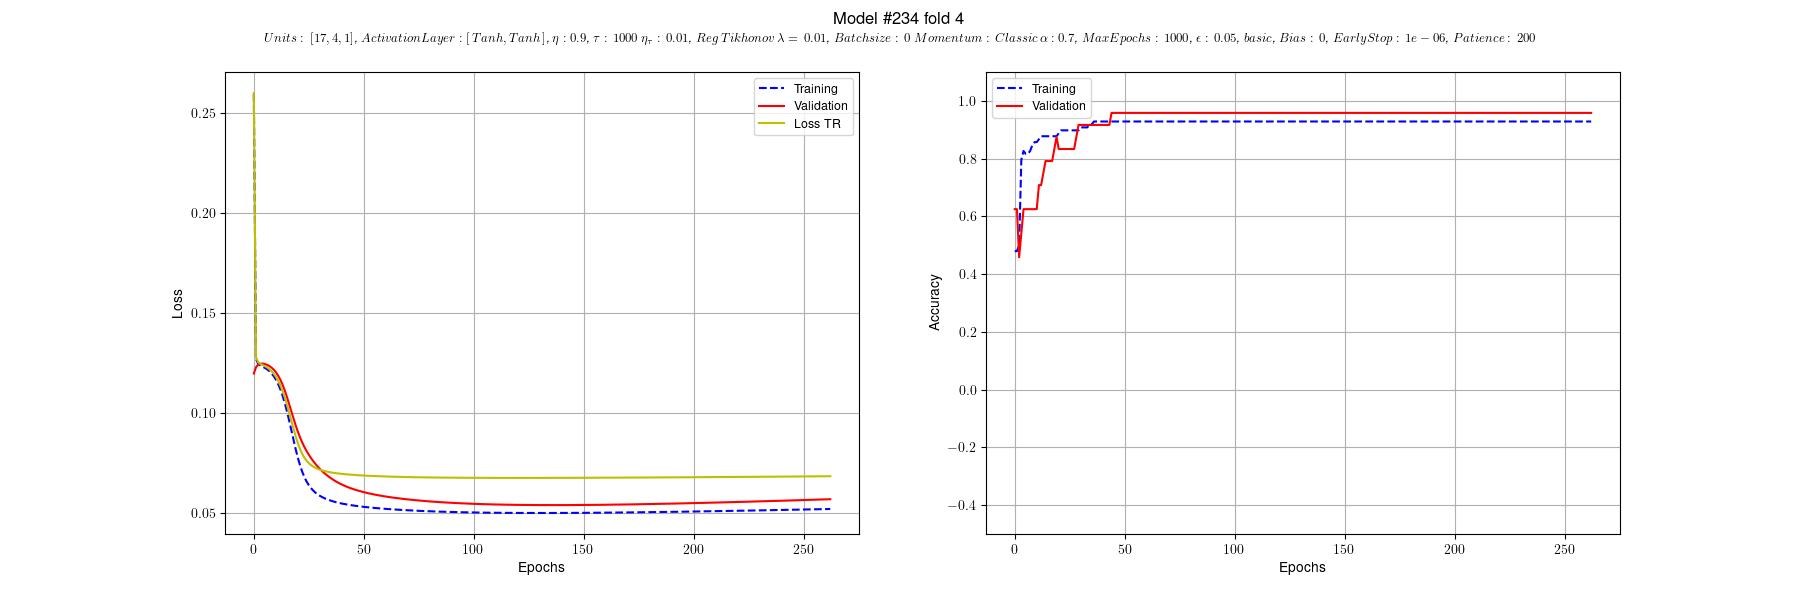 Model #234 fold 4
Units : [17, 4, 1], ActivationLayer : [Tanh, Tanh], η : 0.9, τ : 1000 η_τ : 0.01, Reg Tikhonov λ = 0.01, Batchsize : 0 Momentum : Classic α : 0.7, MaxEpochs : 1000, ϵ : 0.05, basic, Bias : 0, EarlyStop : 1e − 06, Patience : 200
Training
Validation
Loss TR
0.25
0.20
0.15
0.10
0.05
Loss
0 50 100 150 200 250
Epochs
Training
Validation
1.0
0.8
0.6
0.4
0.2
0.0
−0.2
−0.4
Accuracy
0 50 100 150 200 250
Epochs